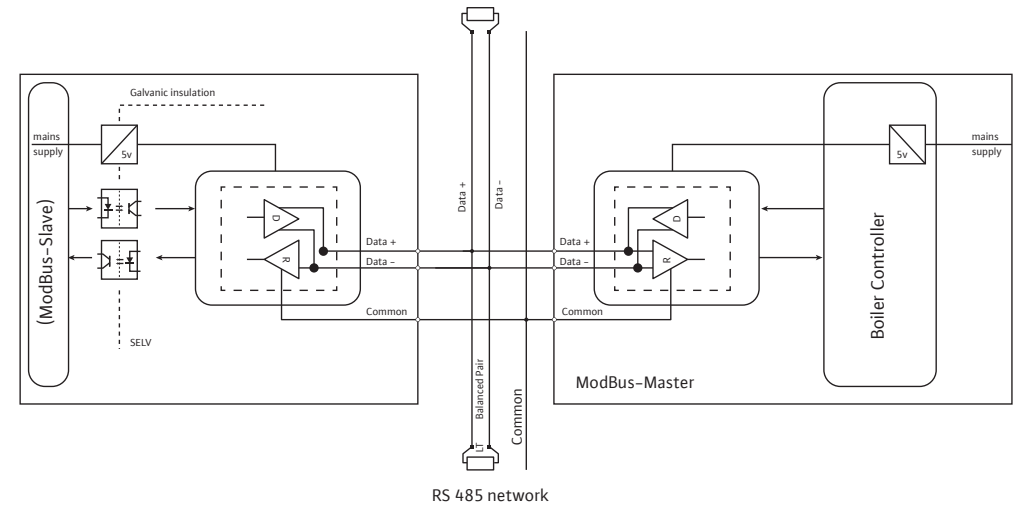 Galvanic insulation
mains
supply
5v
(ModBus-Slave)
D
R
Data +
Data -
Common
SELV
Data +
Data -
Balanced Pair
LT
Common
Data +
Data -
Common
D
R
ModBus-Master
Boiler Controller
5v
mains
supply
RS 485 network